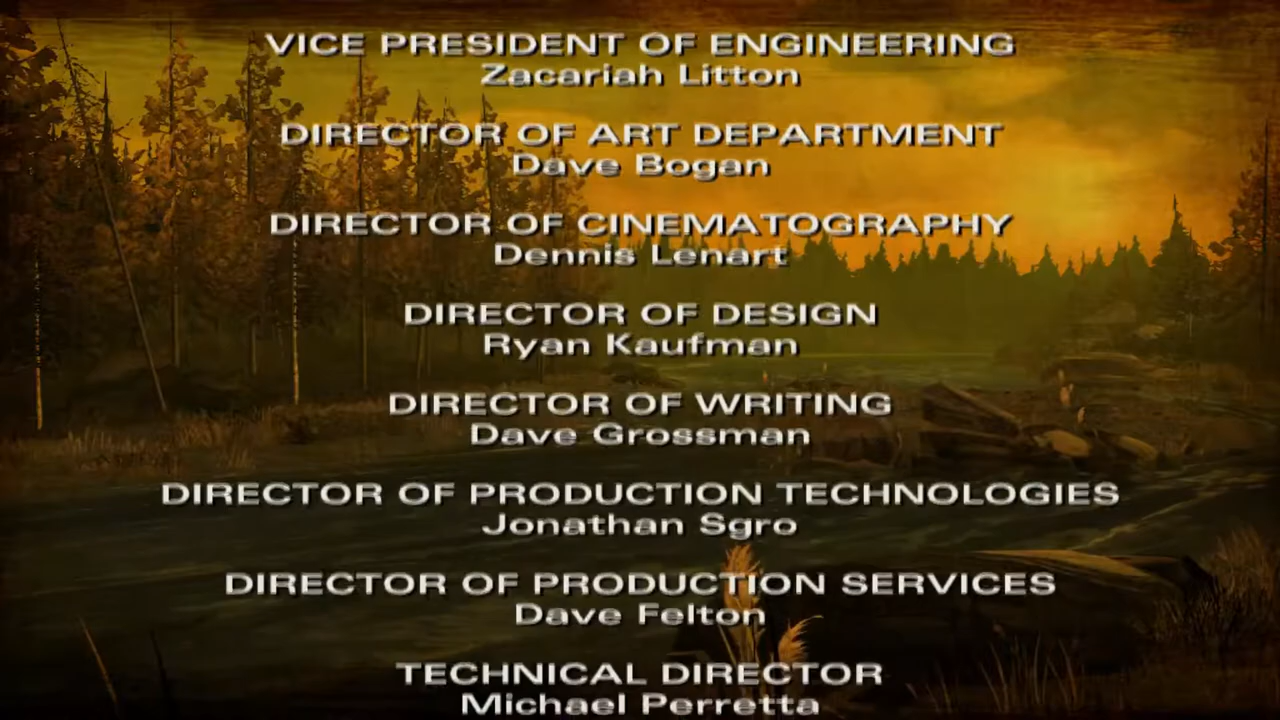 VICE PRESIDENT OF ENGINEERING
Zacariah Litton
DIRECTOR OF ART DEPARTMENT
Dave Bogan
DIRECTOR OF CINEMATOGRAPHY
Dennis Lenart
DIRECTOR OF DESIGN
Ryan Kaufman
DIRECTOR OF WRITING
Dave Grossman
DIRECTOR OF PRODUCTION TECHNOLOGIES
Jonathan Sgro
DIRECTOR OF PRODUCTION SERVICES
Dave Felton
TECHNICAL DIRECTOR
Michael Perretta